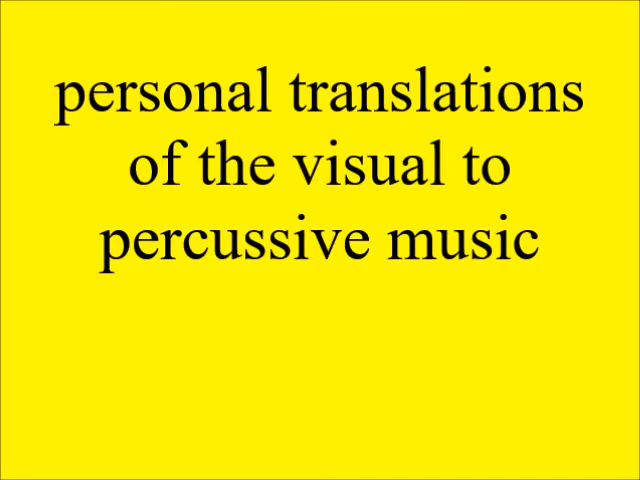 personal translations
of the visual to
percussive music